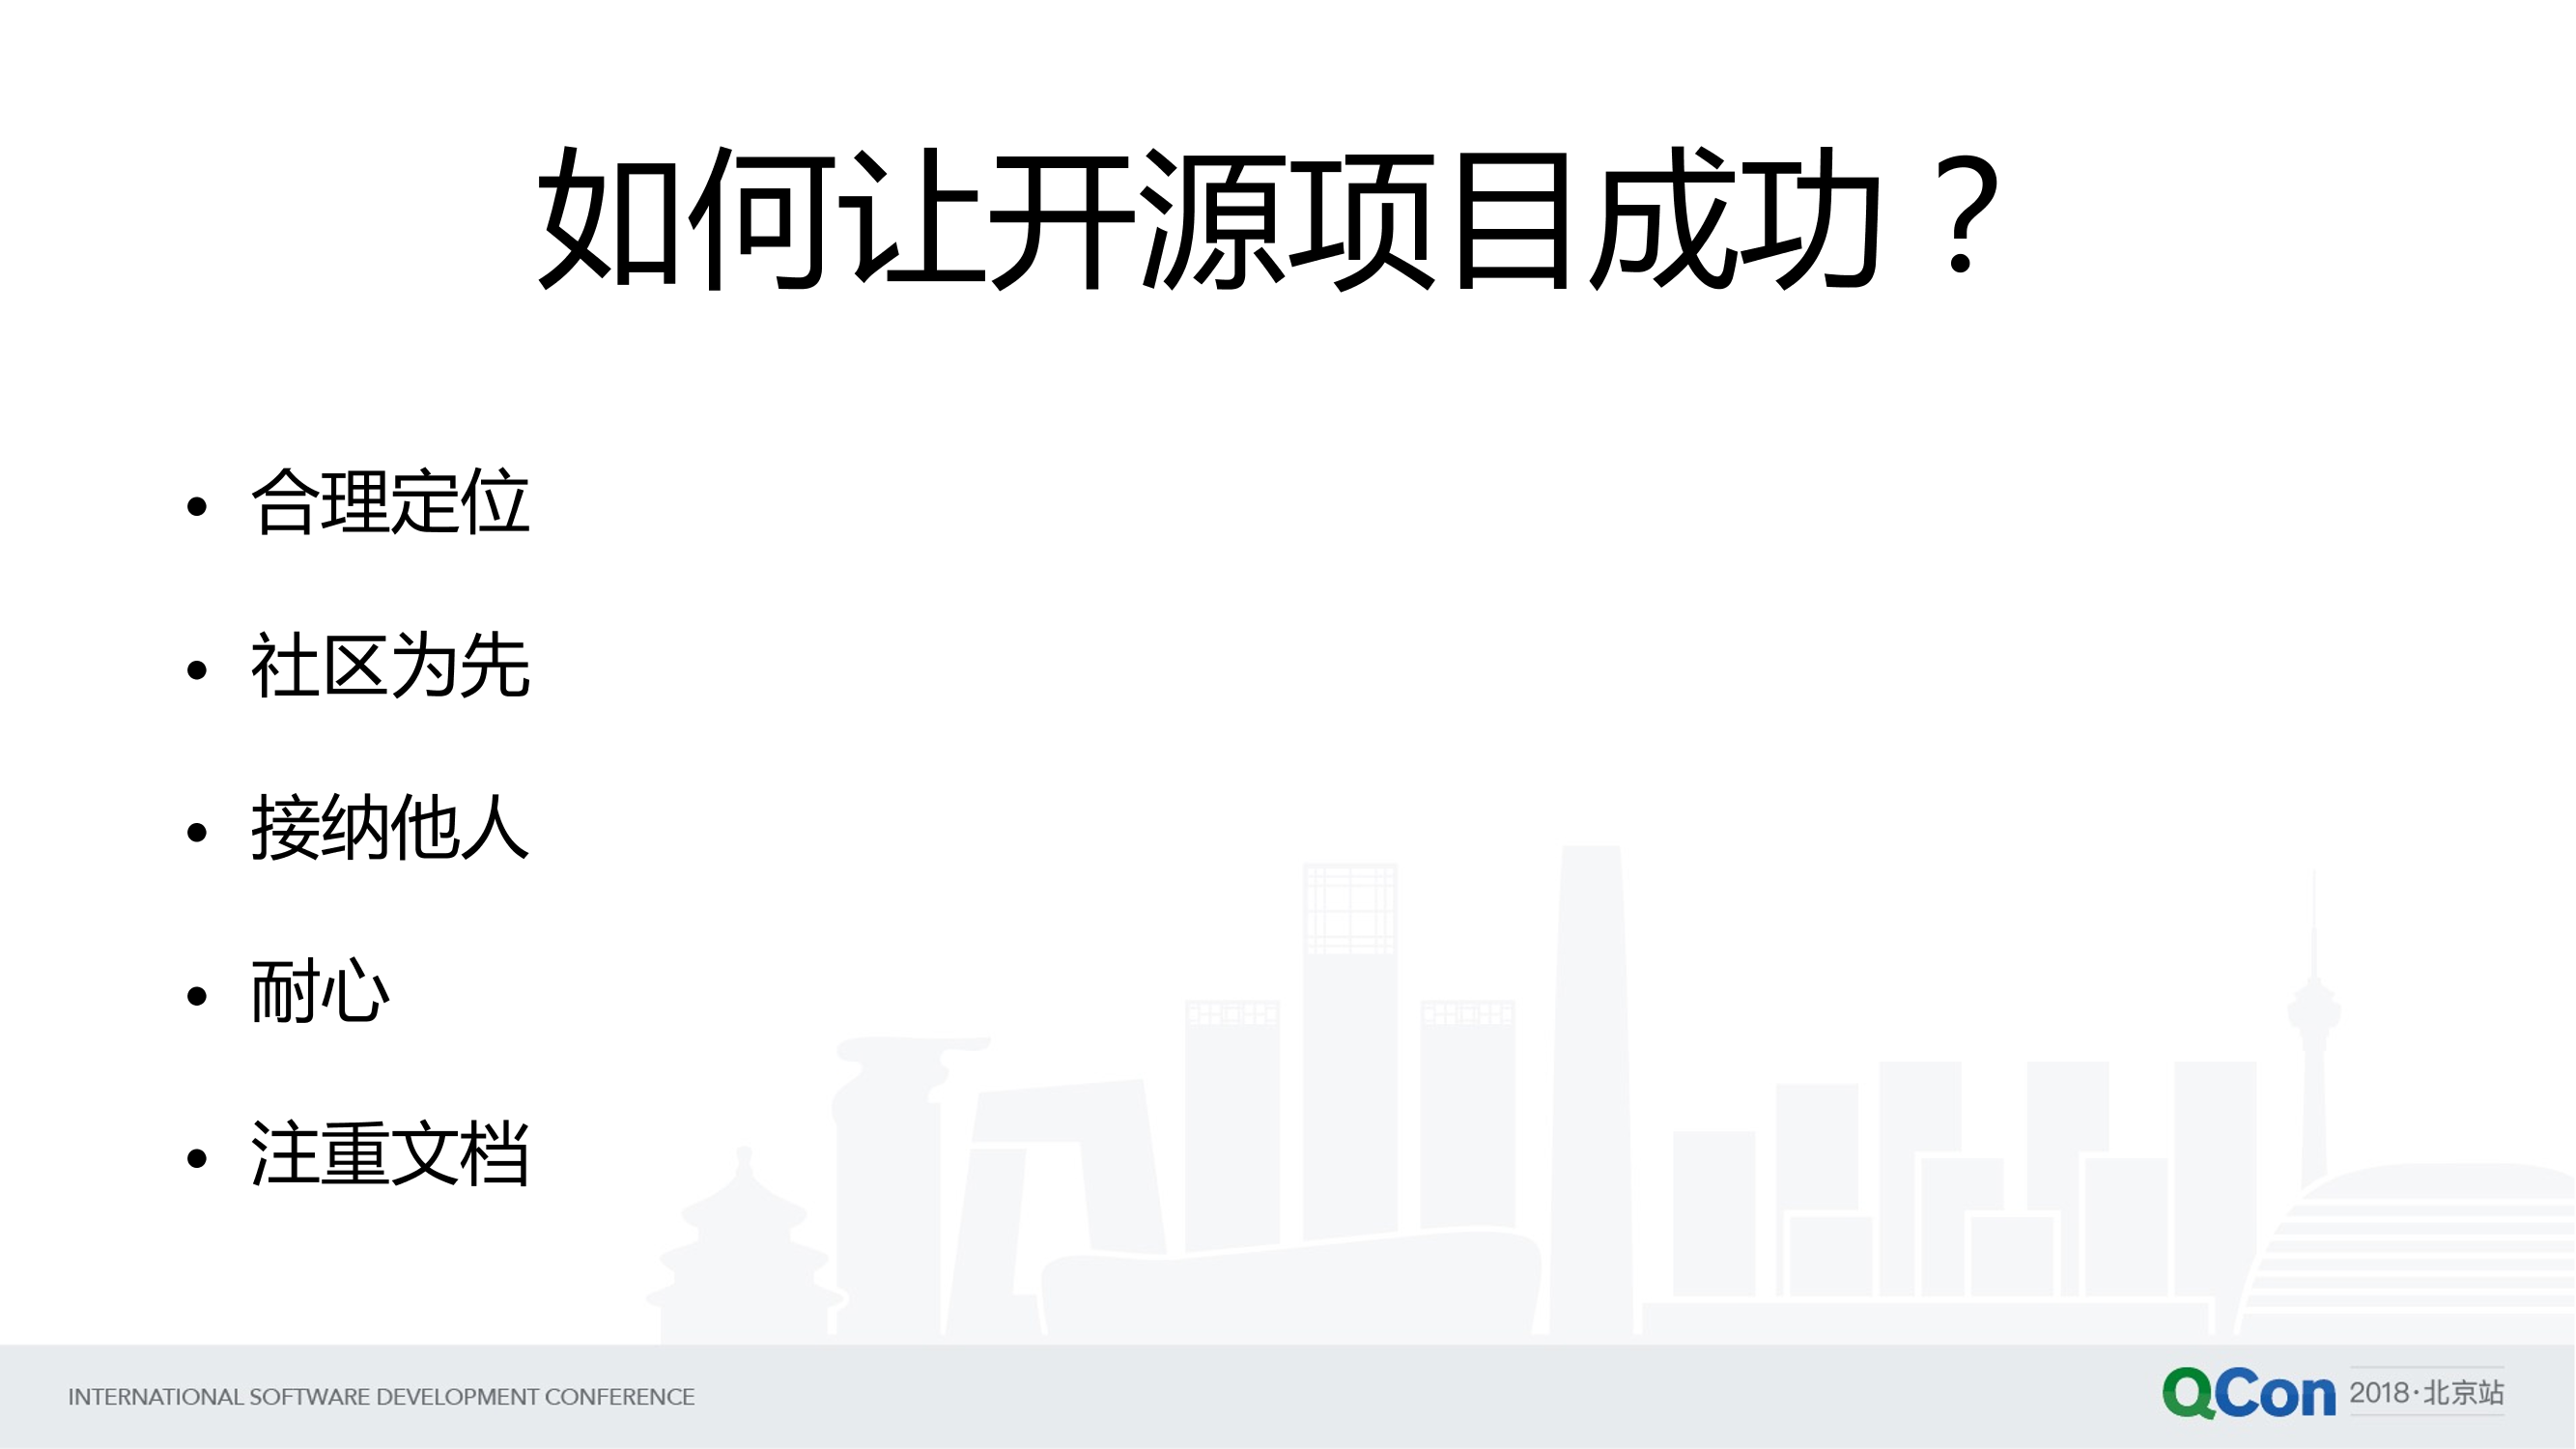 如何让开源项目成功？
• 合理定位
• 社区为先
• 接纳他人
• 耐心
• 注重文档
INTERNATIONAL SOFTWARE DEVELOPMENT CONFERENCE
QCon 2018·北京站